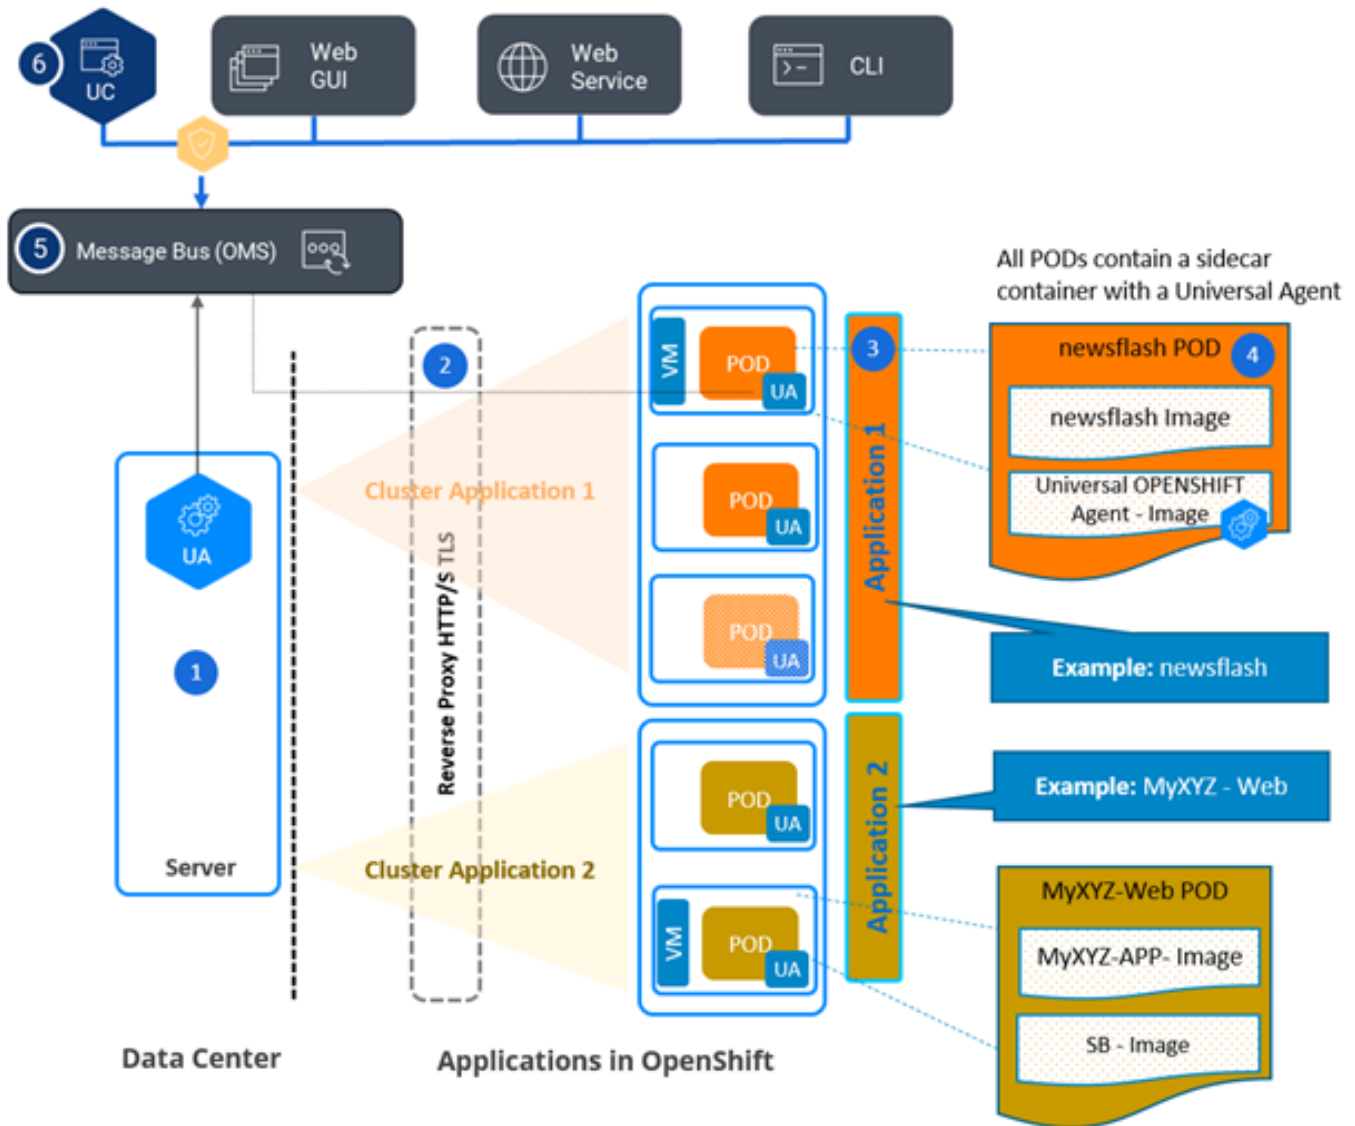 6
UC
Web
GUI
Web
Service
CLI
5
Message Bus (OMS)
All PODs contain a sidecar
container with a Universal Agent
1
UA
Server
2
Reverse Proxy HTTP/S TLS
Cluster Application 1
Cluster Application 2
VM
POD
UA
POD
UA
POD
UA
POD
UA
VM
POD
UA
3
Application 1
Application 2
newsflash POD
4
newsflash Image
Universal OPENSHIFT
Agent - Image
Example: newsflash
Example: MyXYZ - Web
MyXYZ-Web POD
MyXYZ-APP- Image
SB - Image
Data Center
Applications in OpenShift